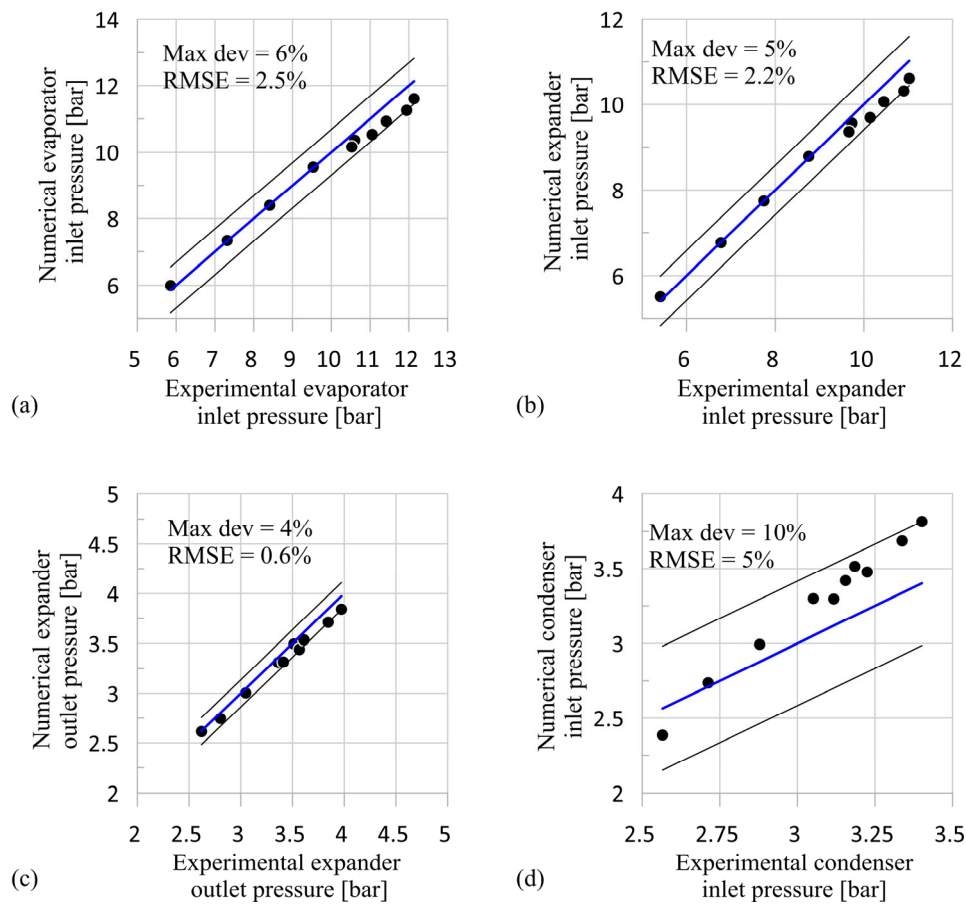 14
12
10
8
6
Numerical evaporator
inlet pressure [bar]
Max dev = 6%
RMSE = 2.5%
5 6 7 8 9 10 11 12 13
Experimental evaporator
inlet pressure [bar]
(a)
12
10
8
6
Numerical expander
inlet pressure [bar]
Max dev = 5%
RMSE = 2.2%
6 8 10 12
Experimental expander
inlet pressure [bar]
(b)
5
4.5
4
3.5
3
2.5
2
Numerical expander
outlet pressure [bar]
Max dev = 4%
RMSE = 0.6%
2 2.5 3 3.5 4 4.5 5
Experimental expander
outlet pressure [bar]
(c)
4
3.5
3
2.5
2
Numerical condenser
inlet pressure [bar]
Max dev = 10%
RMSE = 5%
2.5 2.75 3 3.25 3.5
Experimental condenser
inlet pressure [bar]
(d)